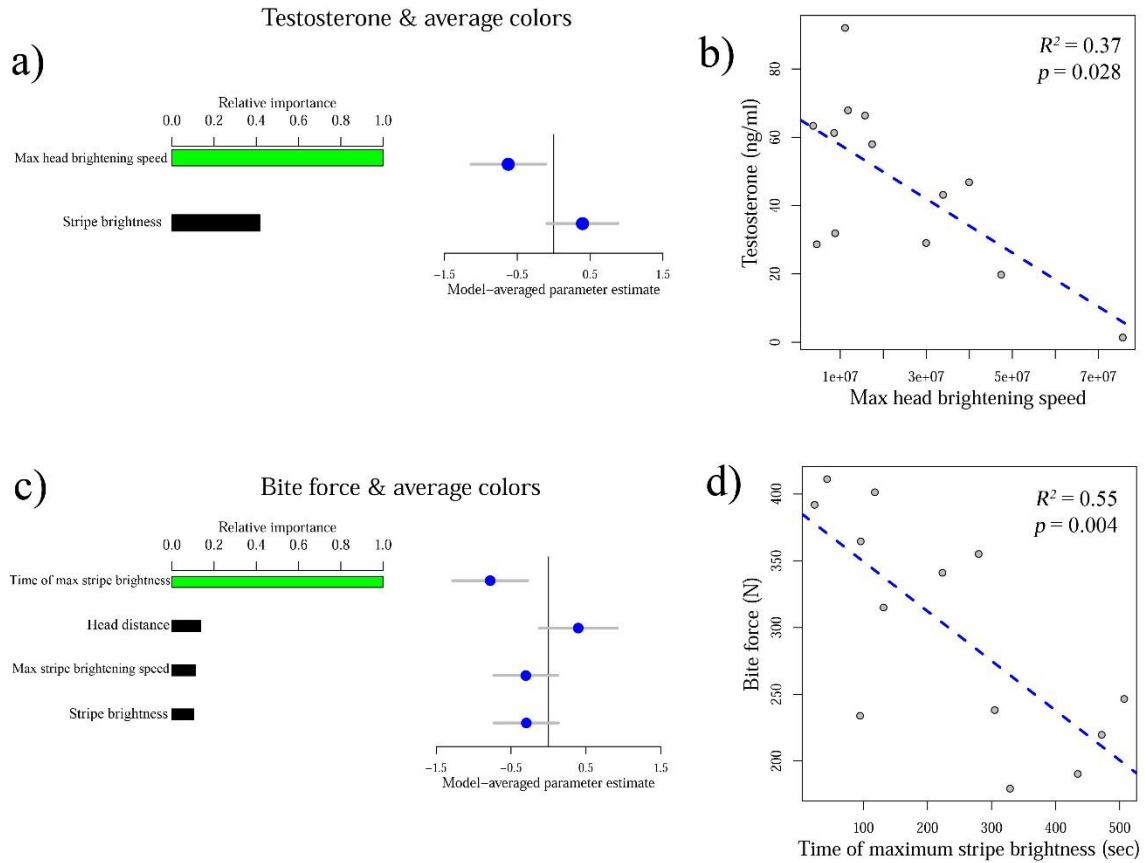 Testosterone & average colors
a)
Relative importance
0.0 0.2 0.4 0.6 0.8 1.0
Max head brightening speed
Stripe brightness
−1.5 −0.5 0.5 1.5
Model−averaged parameter estimate
b)
R² = 0.37
p = 0.028
Testosterone (ng/ml)
0 20 40 60 80
1e+07 3e+07 5e+07 7e+07
Max head brightening speed
c)
Bite force & average colors
Relative importance
0.0 0.2 0.4 0.6 0.8 1.0
Time of max stripe brightness
Head distance
Max stripe brightening speed
Stripe brightness
−1.5 −0.5 0.5 1.5
Model−averaged parameter estimate
d)
R² = 0.55
p = 0.004
Bite force (N)
200 250 300 350 400
100 200 300 400 500
Time of maximum stripe brightness (sec)